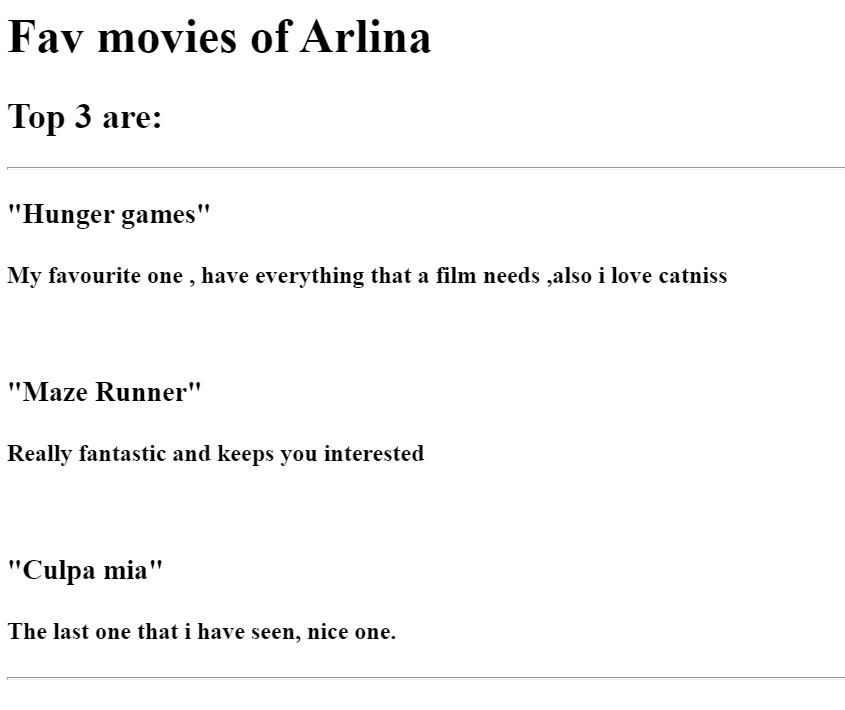 Fav movies of Arlina
Top 3 are:
"Hunger games"
My favourite one , have everything that a film needs ,also i love catniss
"Maze Runner"
Really fantastic and keeps you interested
"Culpa mia"
The last one that i have seen, nice one.